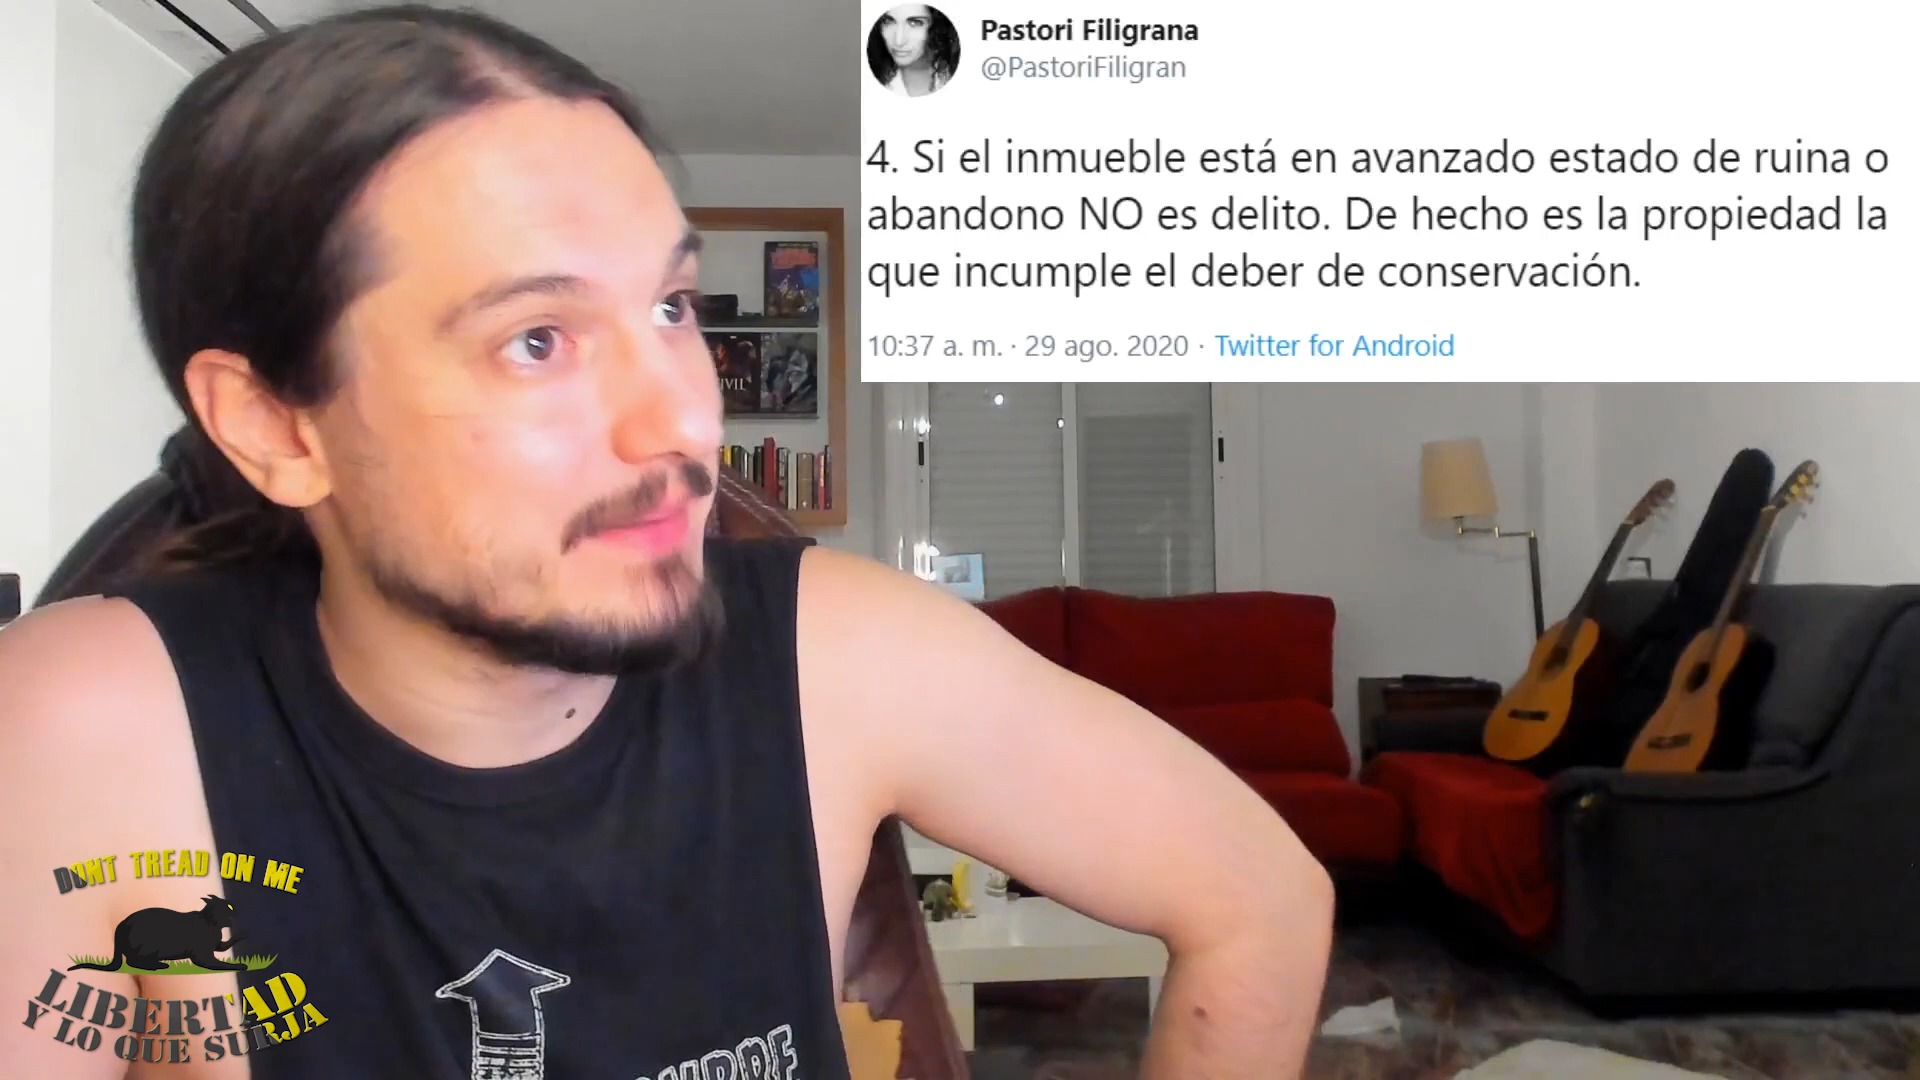 Pastori Filigrana
@PastoriFiligran
4. Si el inmueble está en avanzado estado de ruina o
abandono NO es delito. De hecho es la propiedad la
que incumple el deber de conservación.
10:37 a. m. · 29 ago. 2020 · Twitter for Android
DONT TREAD ON ME
LIBERTAD
Y LO QUE SURJA